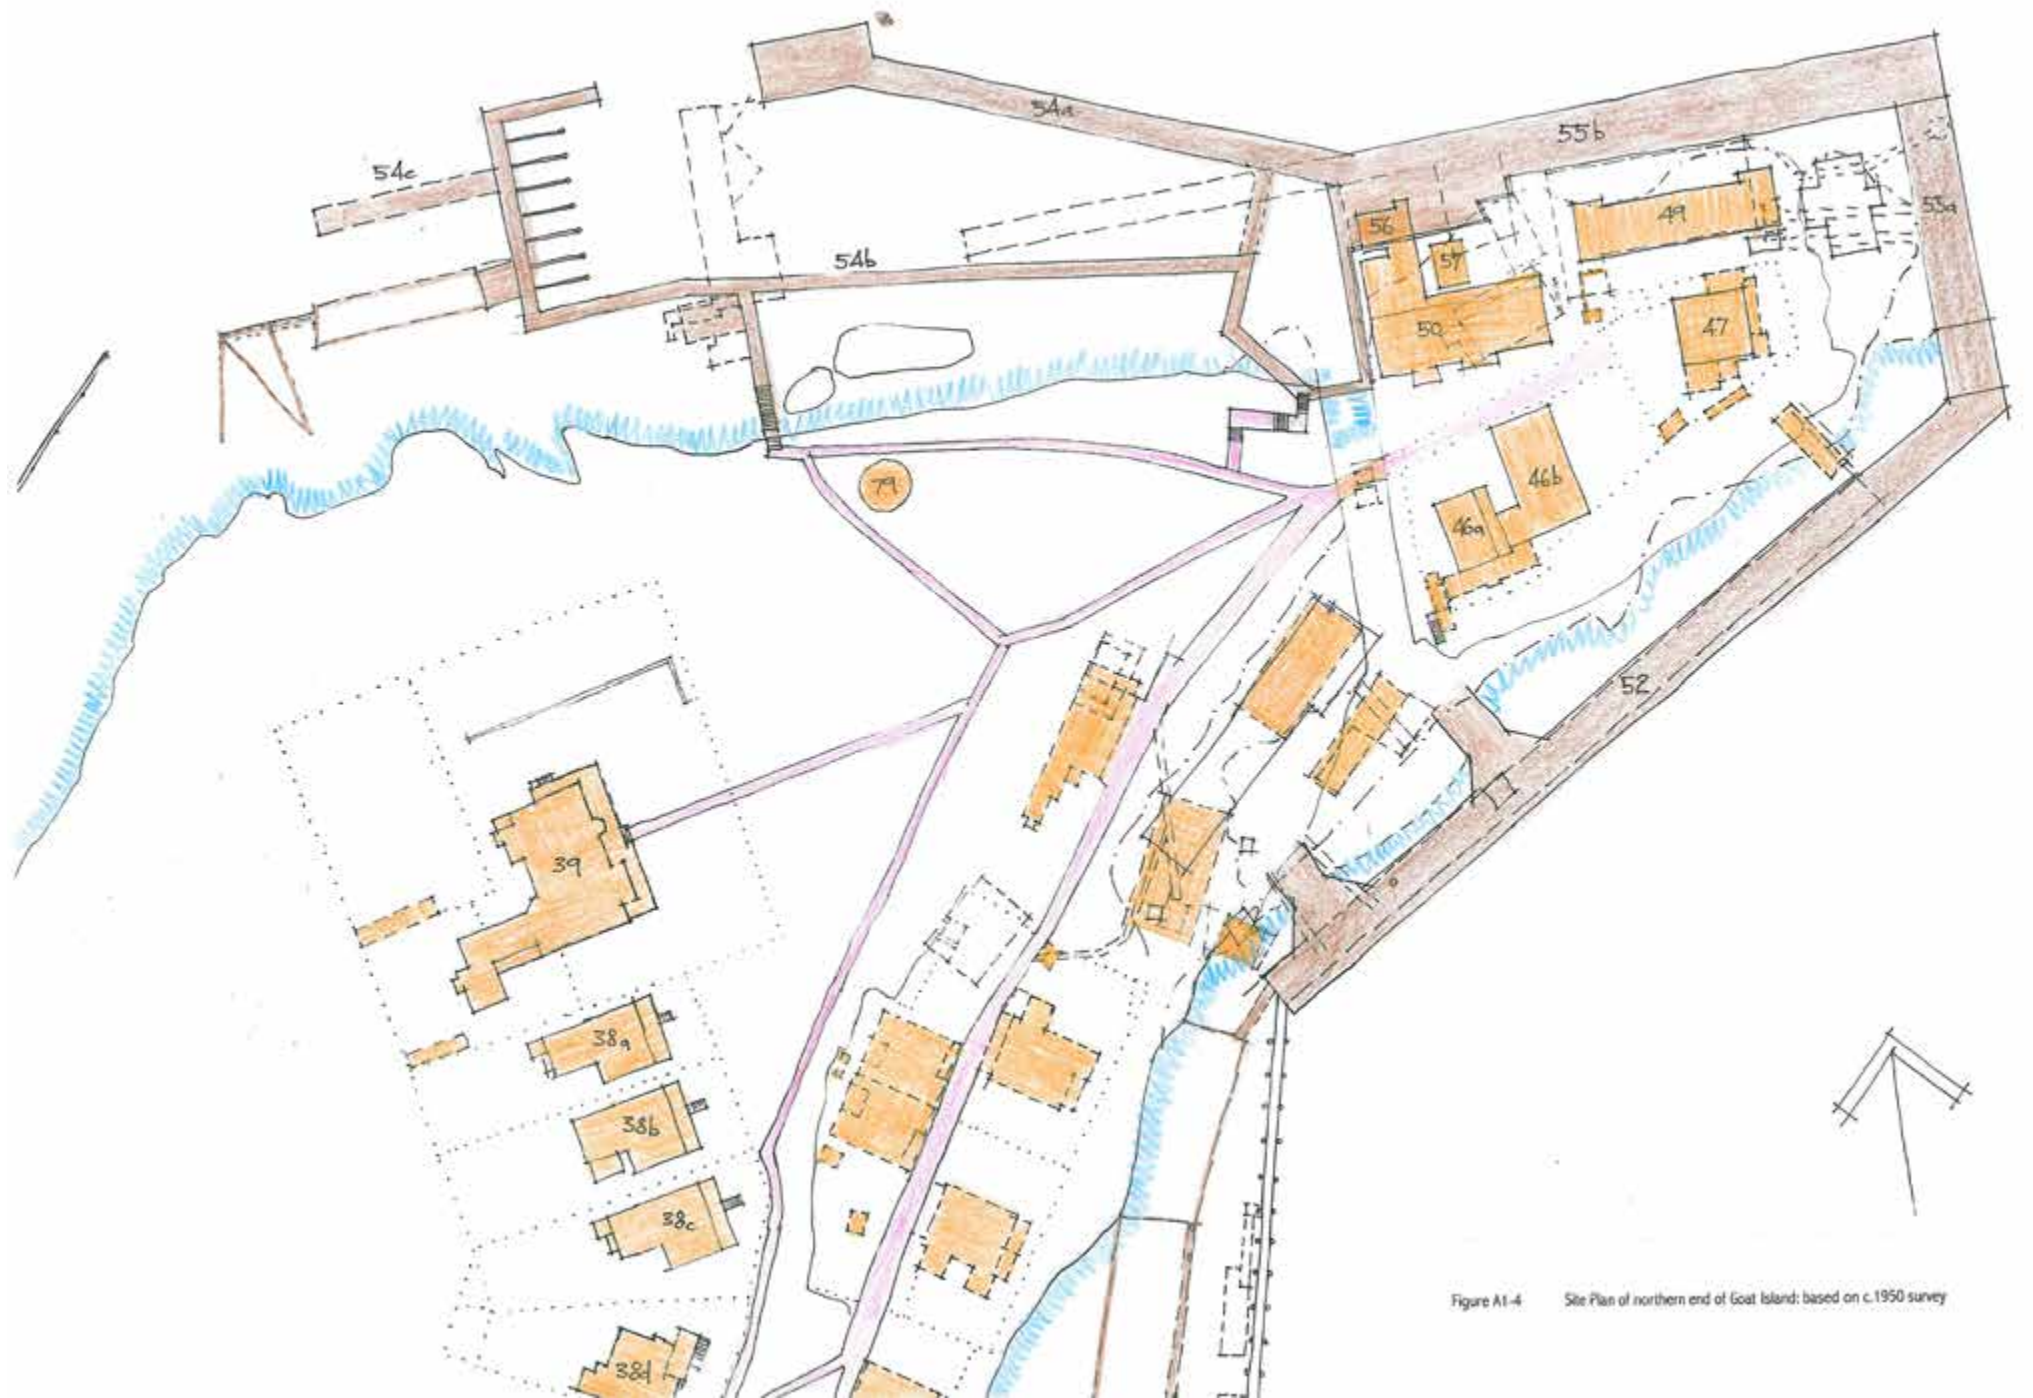 54a
55b
54c
53a
49
56
57
54b
50
47
46b
79
46a
52
39
38a
38b
38c
Figure A1-4 Site Plan of northern end of Goat Island; based on c.1950 survey
38d